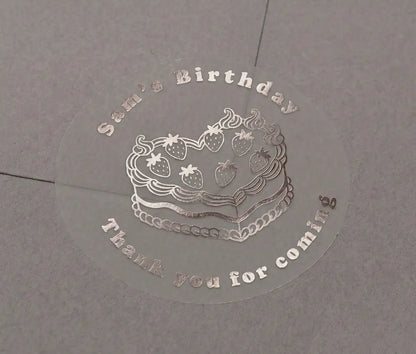 Sam's Birthday
Thank you for coming